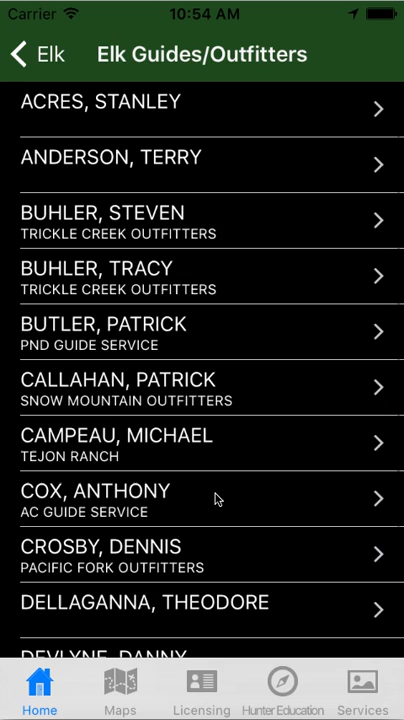 Carrier 10:54 AM
Elk Elk Guides/Outfitters
ACRES, STANLEY
ANDERSON, TERRY
BUHLER, STEVEN
TRICKLE CREEK OUTFITTERS
BUHLER, TRACY
TRICKLE CREEK OUTFITTERS
BUTLER, PATRICK
PND GUIDE SERVICE
CALLAHAN, PATRICK
SNOW MOUNTAIN OUTFITTERS
CAMPEAU, MICHAEL
TEJON RANCH
COX, ANTHONY
AC GUIDE SERVICE
CROSBY, DENNIS
PACIFIC FORK OUTFITTERS
DELLAGANNA, THEODORE
DEVLYNE, DANNY
Home Maps Licensing Hunter Education Services